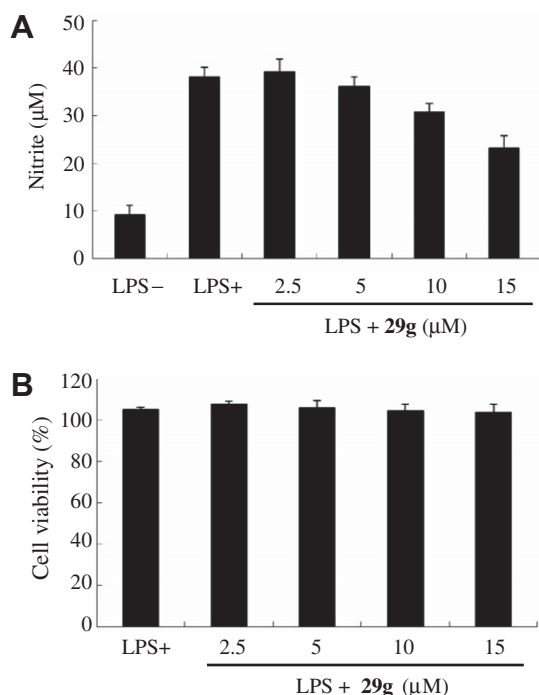 A
Nitrite (μM)
50
40
30
20
10
0
LPS− LPS+ 2.5 5 10 15
LPS + 29g (μM)
B
Cell viability (%)
120
100
80
60
40
20
0
LPS+ 2.5 5 10 15
LPS + 29g (μM)